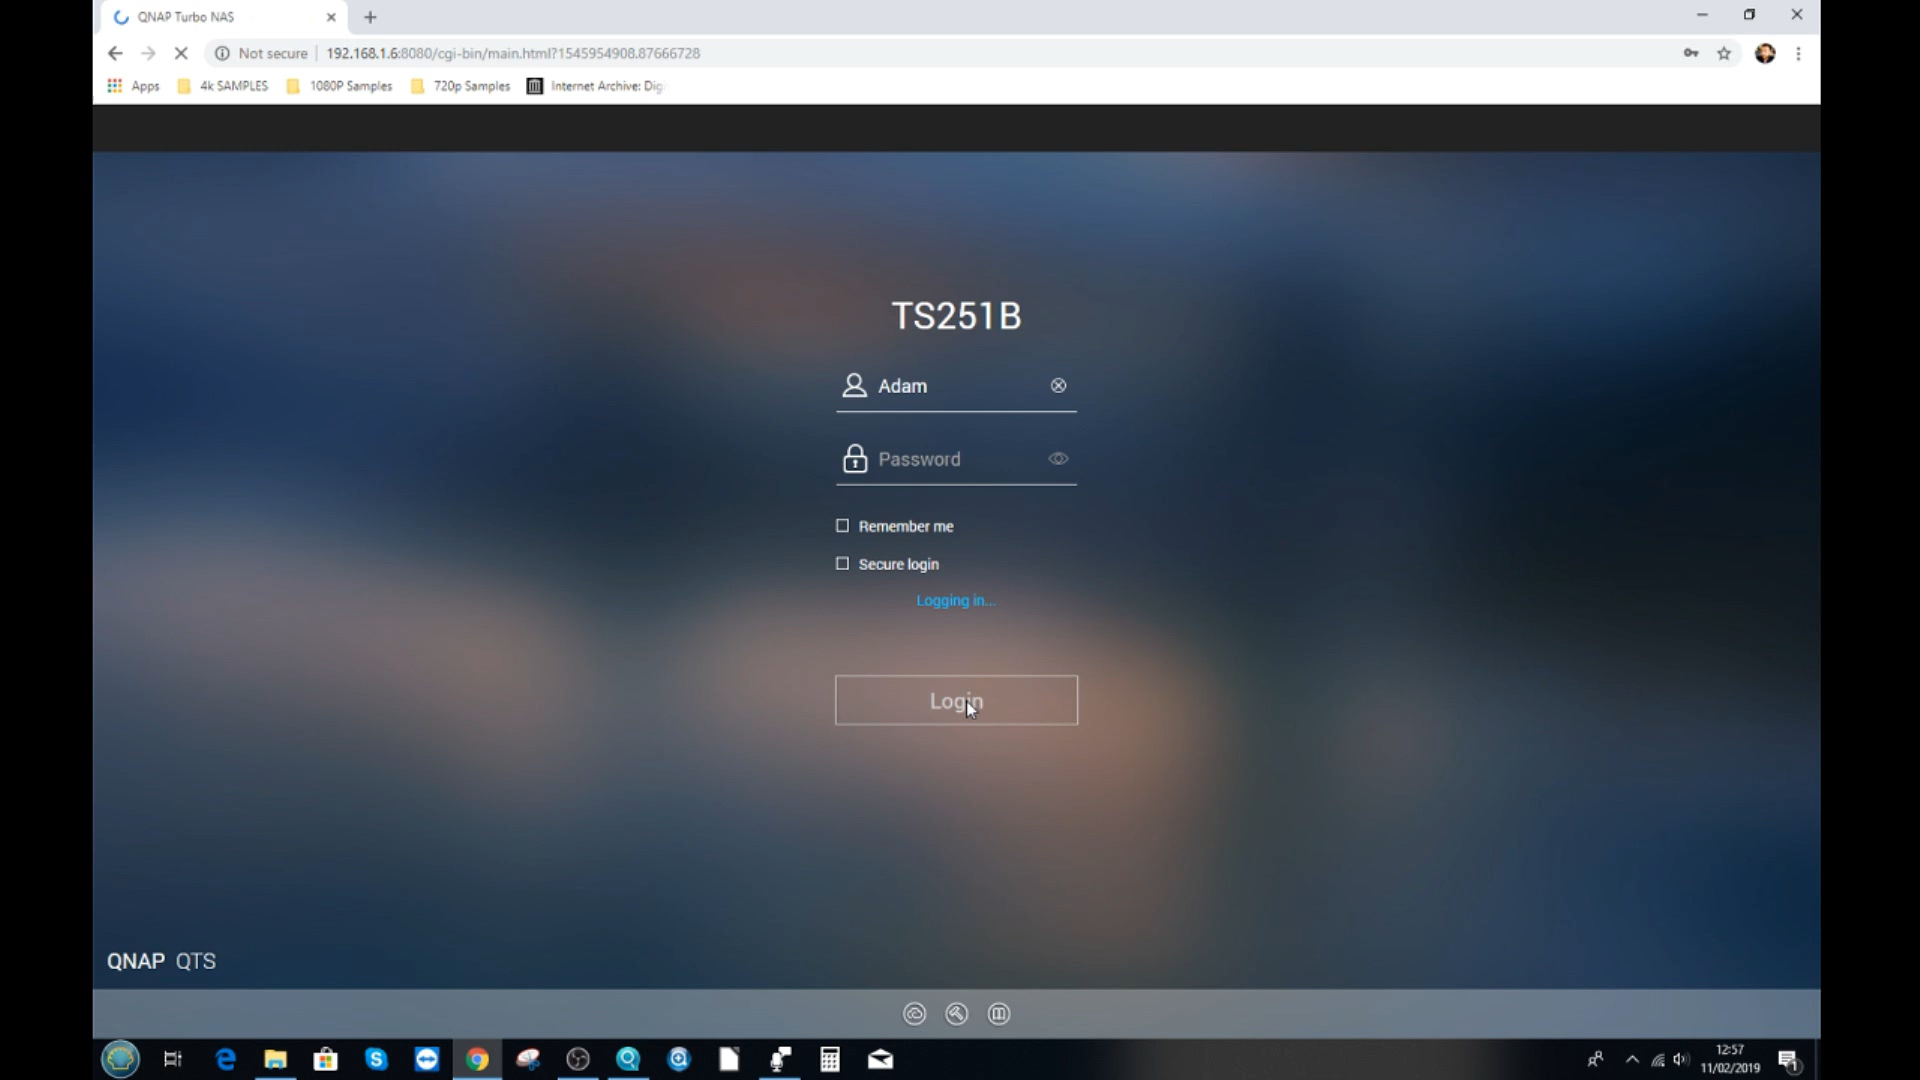 QNAP Turbo NAS
Not secure
192.168.1.6:8080/cgi-bin/main.html?1545954908.87666728
Apps
4k SAMPLES
1080P Samples
720p Samples
Internet Archive: Dig
TS251B
Adam
Password
Remember me
Secure login
Logging in...
Login
QNAP QTS
12:57
11/02/2019
1